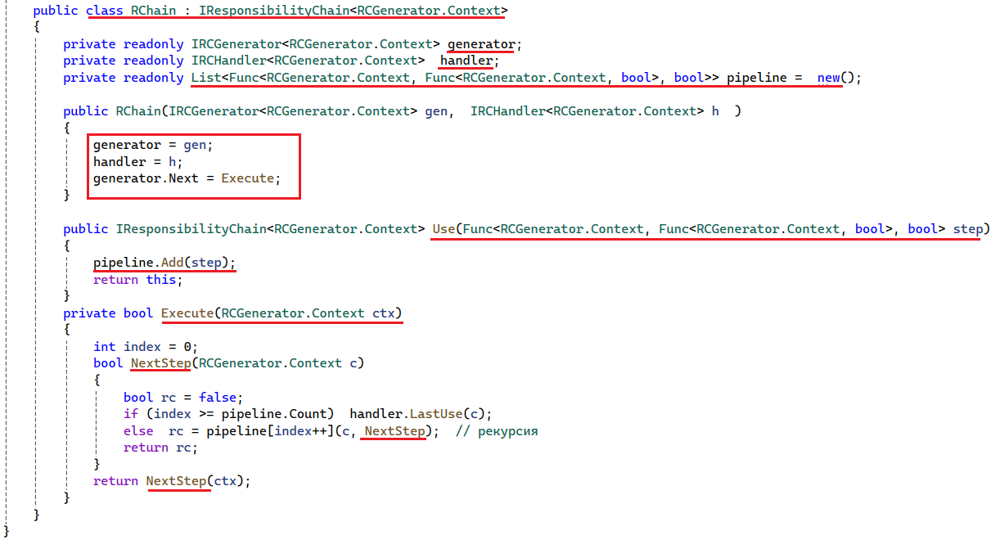 public class RChain : IResponsibilityChain<RCGenerator.Context>
{
private readonly IRCGenerator<RCGenerator.Context> generator;
private readonly IRCHandler<RCGenerator.Context>  handler;
private readonly List<Func<RCGenerator.Context, Func<RCGenerator.Context, bool>, bool>> pipeline =  new();
public RChain(IRCGenerator<RCGenerator.Context> gen,  IRCHandler<RCGenerator.Context> h  )
{
generator = gen;
handler = h;
generator.Next = Execute;
}
public IResponsibilityChain<RCGenerator.Context> Use(Func<RCGenerator.Context, Func<RCGenerator.Context, bool>, bool> step)
{
pipeline.Add(step);
return this;
}
private bool Execute(RCGenerator.Context ctx)
{
int index = 0;
bool NextStep(RCGenerator.Context c)
{
bool rc = false;
if (index >= pipeline.Count)  handler.LastUse(c);
else  rc = pipeline[index++](c, NextStep);  // рекурсия
return rc;
}
return NextStep(ctx);
}
}
}